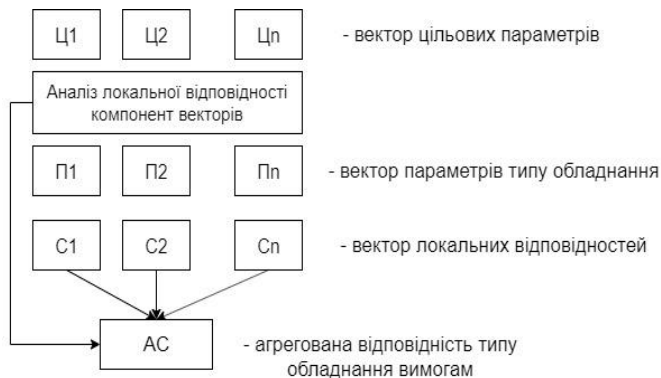 Ц1 Ц2 Цn - вектор цільових параметрів
Аналіз локальної відповідності
компонент векторів
П1 П2 Пn - вектор параметрів типу обладнання
С1 С2 Сn - вектор локальних відповідностей
АС - агрегована відповідність типу
обладнання вимогам